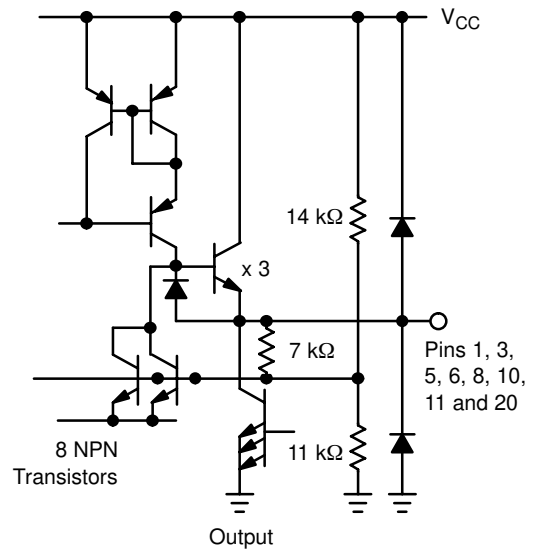 VCC
14 kΩ
x 3
7 kΩ
Pins 1, 3,
5, 6, 8, 10,
11 and 20
8 NPN
Transistors
11 kΩ
Output